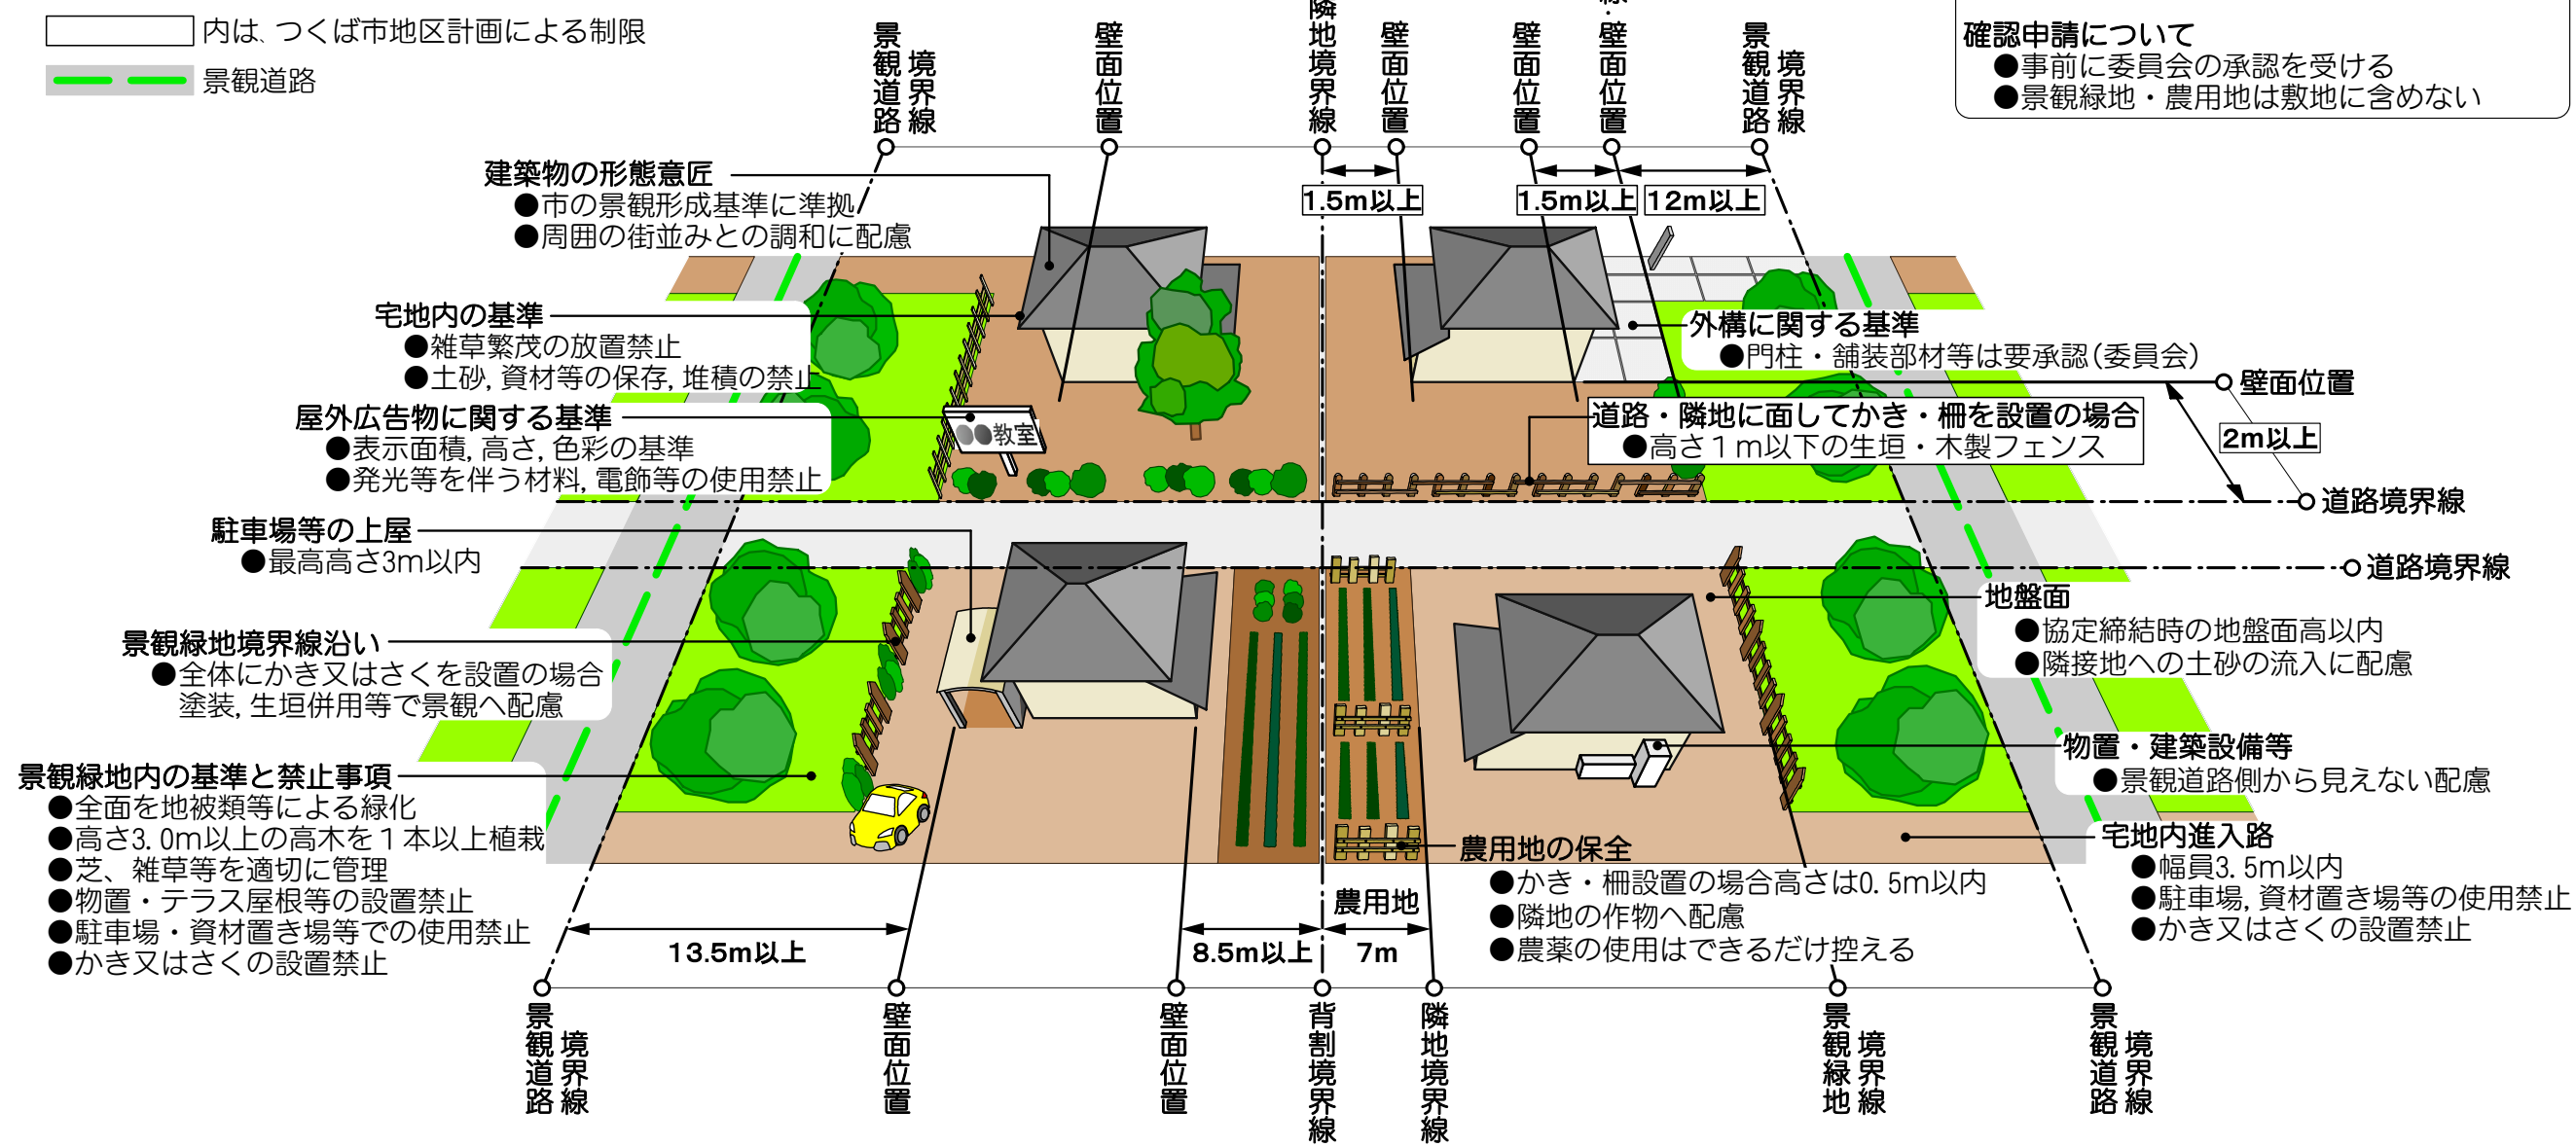 内は、つくば市地区計画による制限
景観道路
確認申請について
●事前に委員会の承認を受ける
●景観緑地・農用地は敷地に含めない
景観道路
境界線
壁面位置
隣地境界線
壁面位置
壁面位置
壁面位置
景観道路
境界線
1.5m以上
1.5m以上
12m以上
建築物の形態意匠
●市の景観形成基準に準拠
●周囲の街並みとの調和に配慮
宅地内の基準
●雑草繁茂の放置禁止
●土砂,資材等の保存,堆積の禁止
屋外広告物に関する基準
●表示面積,高さ,色彩の基準
●発光等を伴う材料,電飾等の使用禁止
●●教室
外構に関する基準
●門柱・舗装部材等は要承認(委員会)
壁面位置
道路・隣地に面してかき・柵を設置の場合
●高さ1m以下の生垣・木製フェンス
2m以上
道路境界線
駐車場等の上屋
●最高高さ3m以内
道路境界線
地盤面
●協定締結時の地盤面高以内
●隣接地への土砂の流入に配慮
景観緑地境界線沿い
●全体にかき又はさくを設置の場合
塗装,生垣併用等で景観へ配慮
物置・建築設備等
●景観道路側から見えない配慮
景観緑地内の基準と禁止事項
●全面を地被類等による緑化
●高さ3.0m以上の高木を1本以上植栽
●芝、雑草等を適切に管理
●物置・テラス屋根等の設置禁止
●駐車場・資材置き場等での使用禁止
●かき又はさくの設置禁止
宅地内進入路
●幅員3.5m以内
●駐車場,資材置き場等の使用禁止
●かき又はさくの設置禁止
農用地の保全
●かき・柵設置の場合高さは0.5m以内
●隣地の作物へ配慮
●農薬の使用はできるだけ控える
農用地
13.5m以上
8.5m以上
7m
景観道路
境界線
壁面位置
壁面位置
背割境界線
隣地境界線
景観緑地
境界線
景観道路
境界線